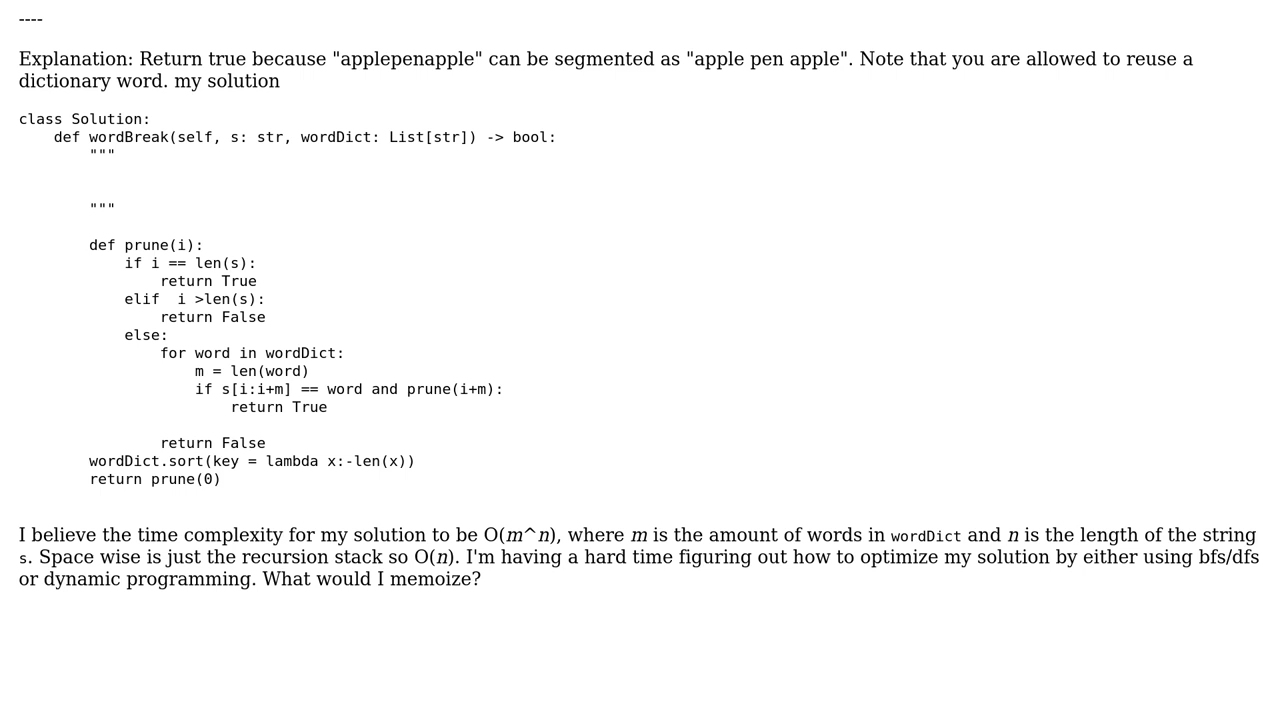 ----
Explanation: Return true because "applepenapple" can be segmented as "apple pen apple". Note that you are allowed to reuse a
dictionary word. my solution
class Solution:
    def wordBreak(self, s: str, wordDict: List[str]) -> bool:
        """
        """
        def prune(i):
            if i == len(s):
                return True
            elif  i >len(s):
                return False
            else:
                for word in wordDict:
                    m = len(word)
                    if s[i:i+m] == word and prune(i+m):
                        return True
                return False
        wordDict.sort(key = lambda x:-len(x))
        return prune(0)
I believe the time complexity for my solution to be O(m^n), where m is the amount of words in wordDict and n is the length of the string
s. Space wise is just the recursion stack so O(n). I'm having a hard time figuring out how to optimize my solution by either using bfs/dfs
or dynamic programming. What would I memoize?